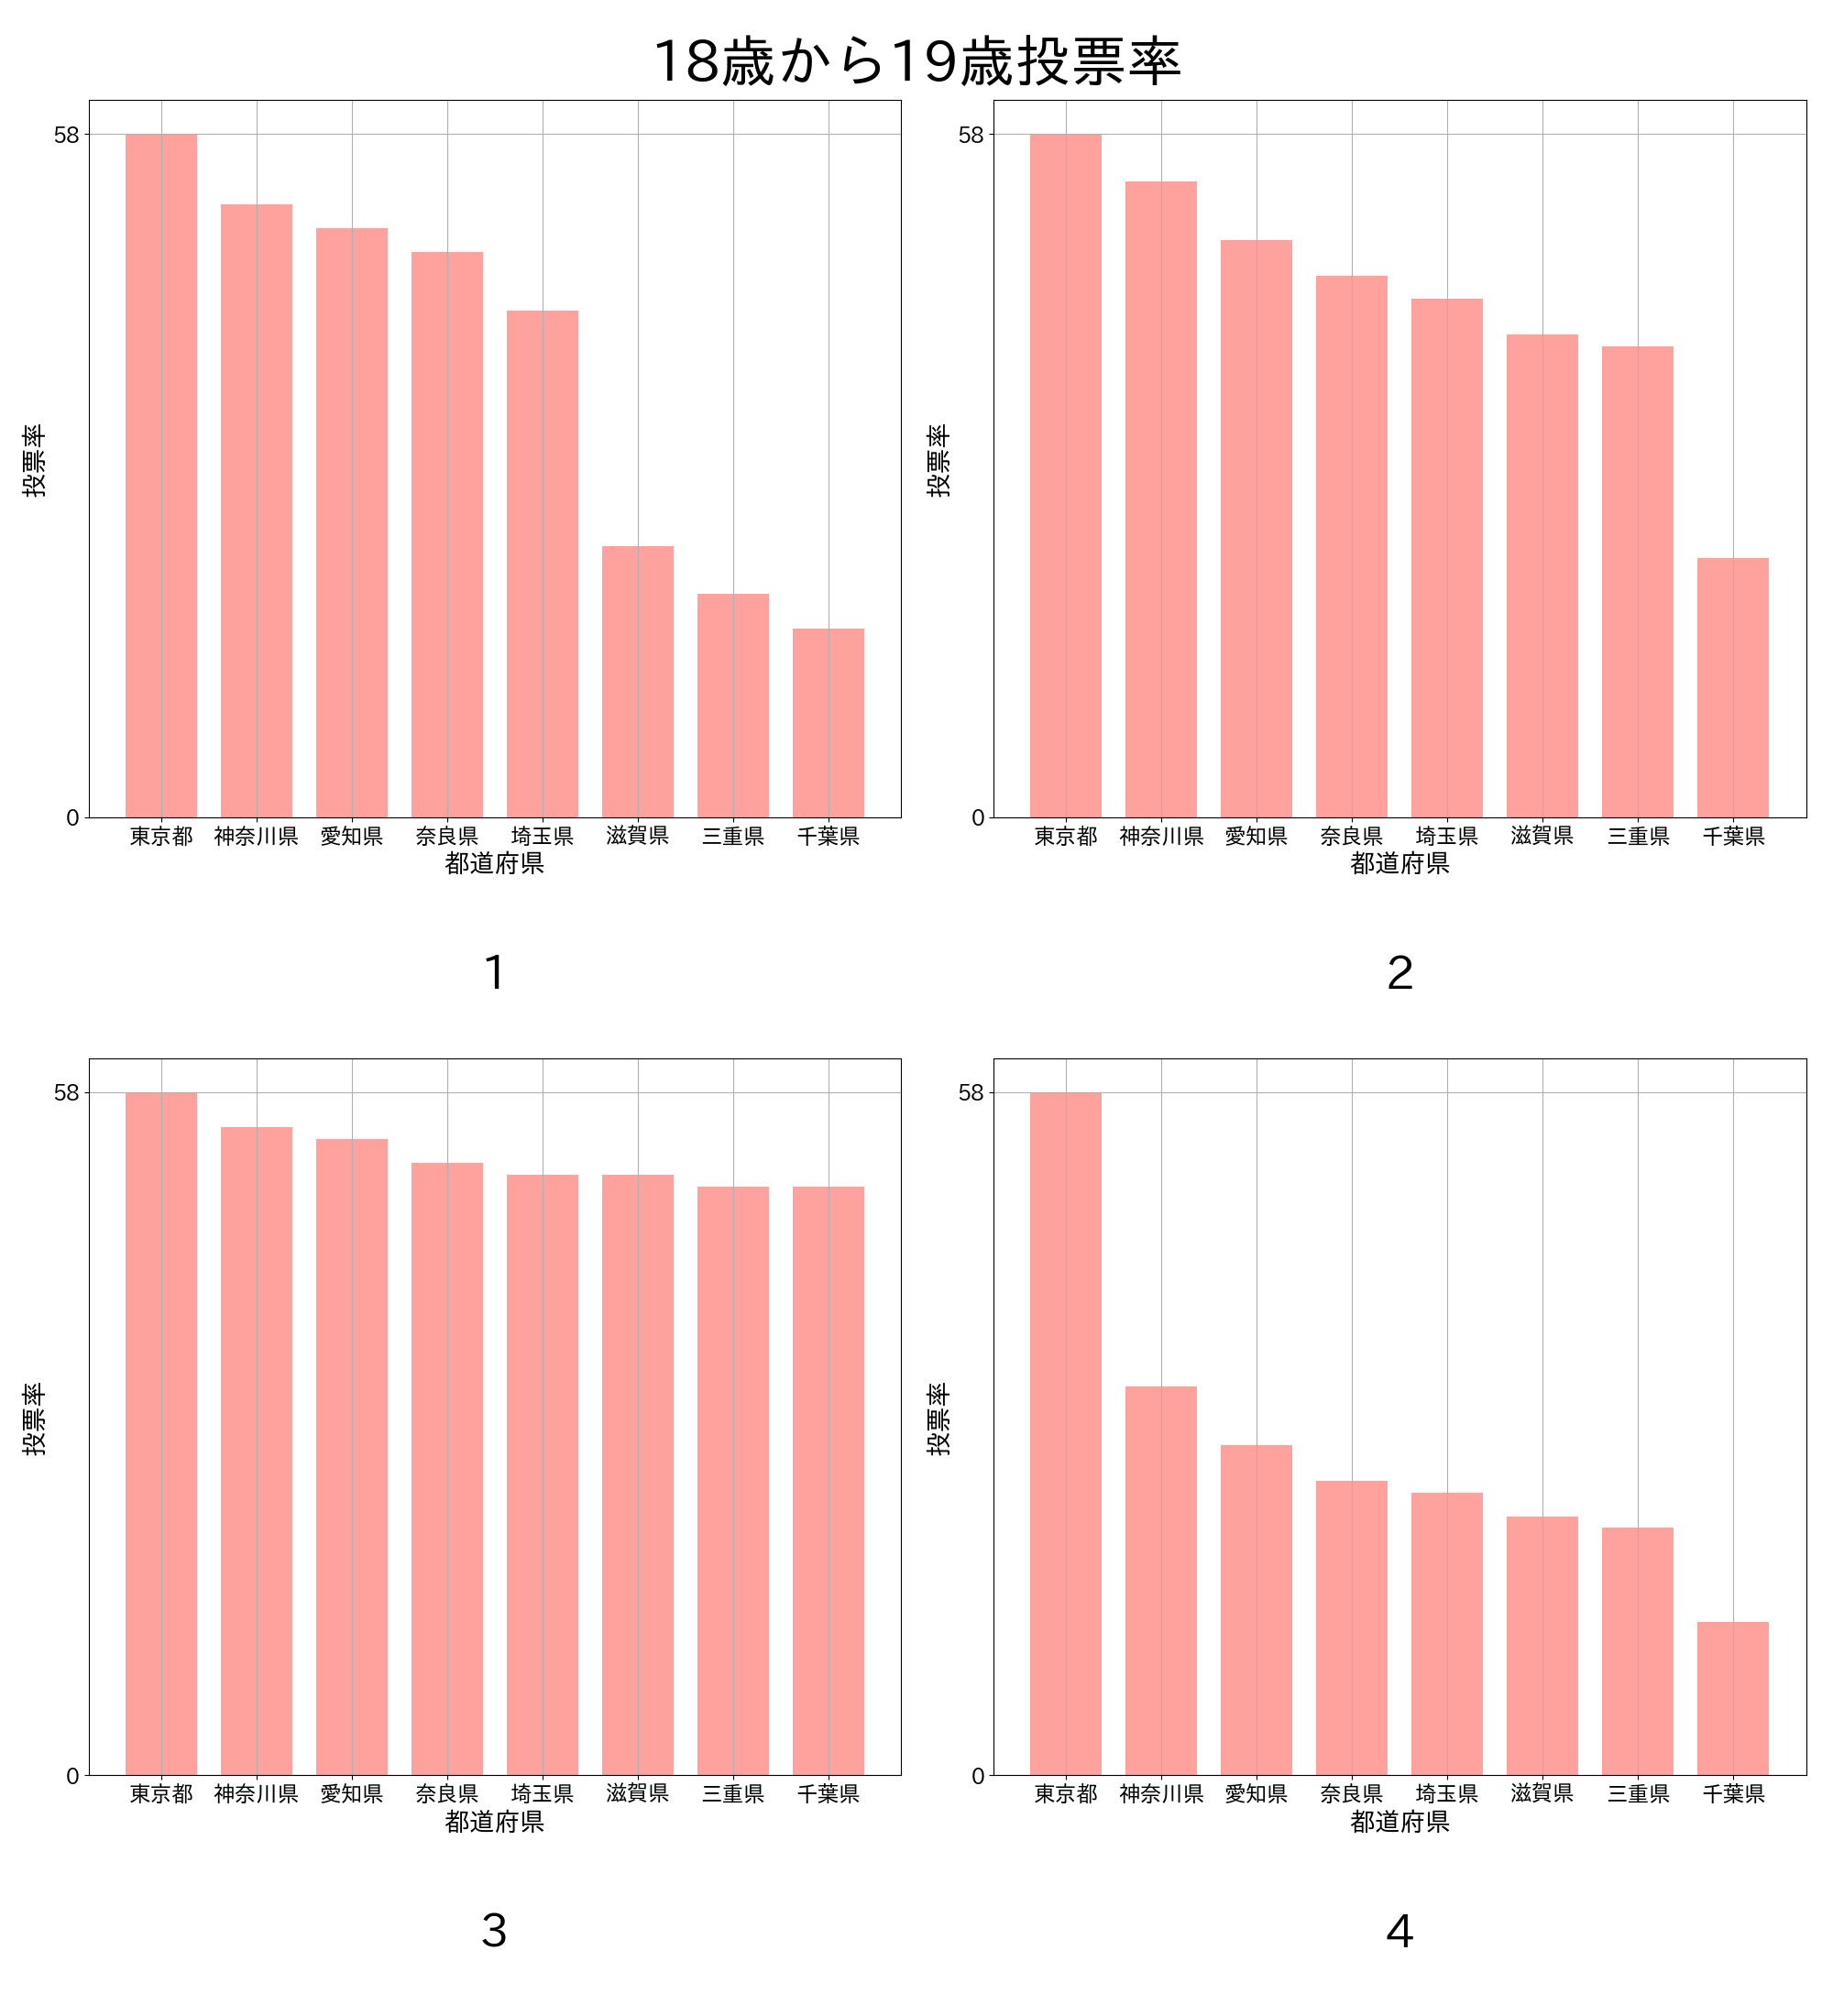 18歳から19歳投票率
58
0
投票率
東京都 神奈川県 愛知県 奈良県 埼玉県 滋賀県 三重県 千葉県
都道府県
1
58
0
投票率
東京都 神奈川県 愛知県 奈良県 埼玉県 滋賀県 三重県 千葉県
都道府県
2
58
0
投票率
東京都 神奈川県 愛知県 奈良県 埼玉県 滋賀県 三重県 千葉県
都道府県
3
58
0
投票率
東京都 神奈川県 愛知県 奈良県 埼玉県 滋賀県 三重県 千葉県
都道府県
4